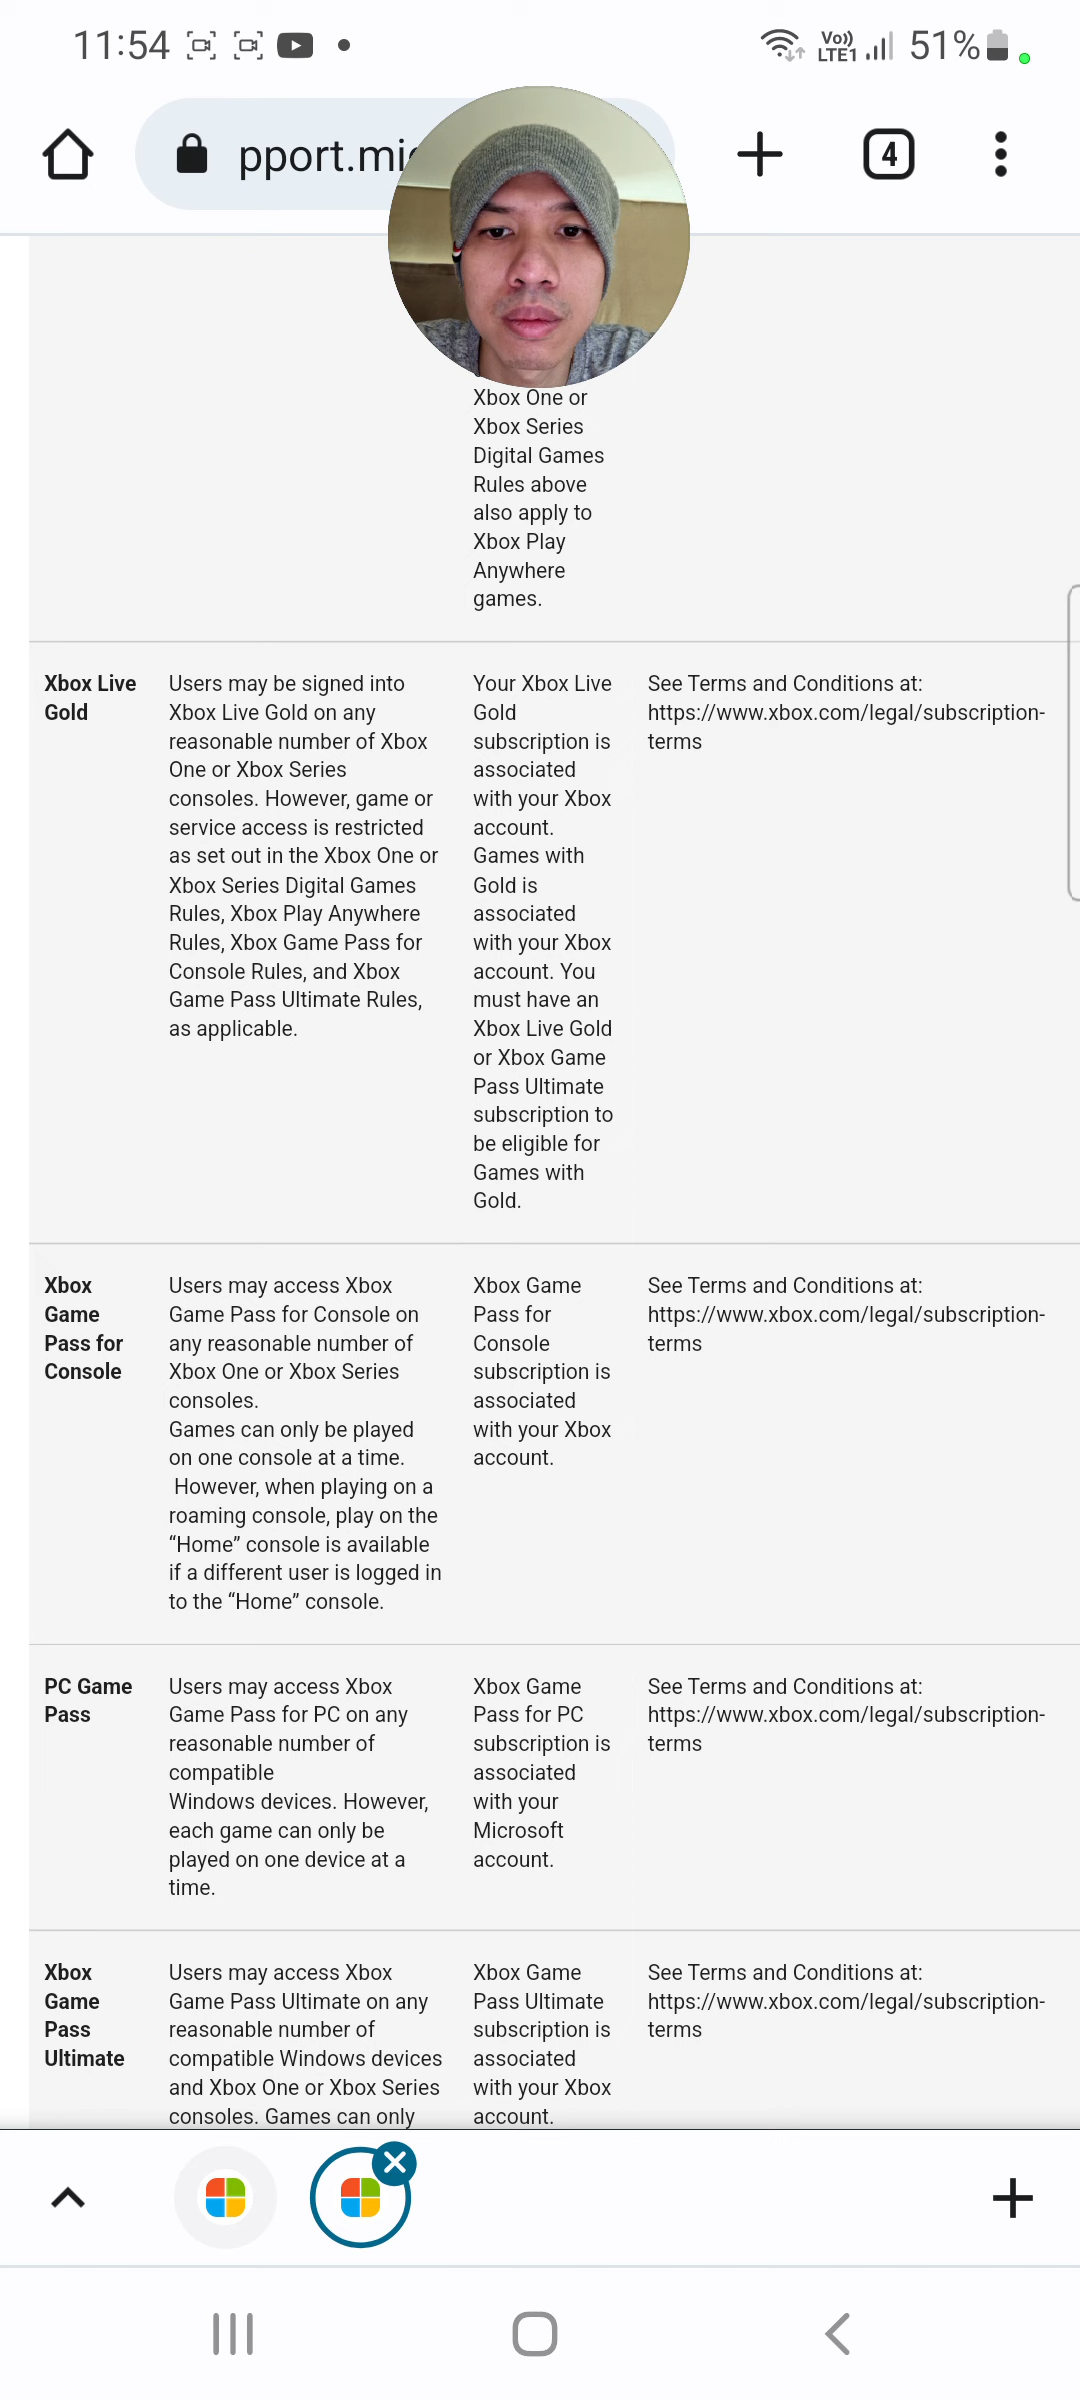 11:54
Vo))
LTE1
51%
pport.mic
4
Xbox One or
Xbox Series
Digital Games
Rules above
also apply to
Xbox Play
Anywhere
games.
Xbox Live
Gold
Users may be signed into
Xbox Live Gold on any
reasonable number of Xbox
One or Xbox Series
consoles. However, game or
service access is restricted
as set out in the Xbox One or
Xbox Series Digital Games
Rules, Xbox Play Anywhere
Rules, Xbox Game Pass for
Console Rules, and Xbox
Game Pass Ultimate Rules,
as applicable.
Your Xbox Live
Gold
subscription is
associated
with your Xbox
account.
Games with
Gold is
associated
with your Xbox
account. You
must have an
Xbox Live Gold
or Xbox Game
Pass Ultimate
subscription to
be eligible for
Games with
Gold.
See Terms and Conditions at:
https://www.xbox.com/legal/subscription-
terms
Xbox
Game
Pass for
Console
Users may access Xbox
Game Pass for Console on
any reasonable number of
Xbox One or Xbox Series
consoles.
Games can only be played
on one console at a time.
However, when playing on a
roaming console, play on the
“Home” console is available
if a different user is logged in
to the “Home” console.
Xbox Game
Pass for
Console
subscription is
associated
with your Xbox
account.
See Terms and Conditions at:
https://www.xbox.com/legal/subscription-
terms
PC Game
Pass
Users may access Xbox
Game Pass for PC on any
reasonable number of
compatible
Windows devices. However,
each game can only be
played on one device at a
time.
Xbox Game
Pass for PC
subscription is
associated
with your
Microsoft
account.
See Terms and Conditions at:
https://www.xbox.com/legal/subscription-
terms
Xbox
Game
Pass
Ultimate
Users may access Xbox
Game Pass Ultimate on any
reasonable number of
compatible Windows devices
and Xbox One or Xbox Series
consoles. Games can only
Xbox Game
Pass Ultimate
subscription is
associated
with your Xbox
account.
See Terms and Conditions at:
https://www.xbox.com/legal/subscription-
terms